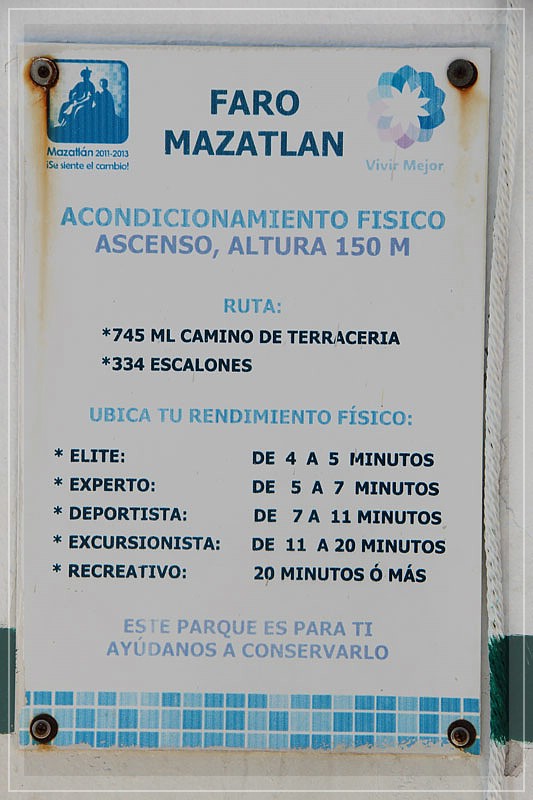 FARO
MAZATLAN
Mazatlán 2011-2013
¡Se siente el cambio!
Vivir Mejor
ACONDICIONAMIENTO FISICO
ASCENSO, ALTURA 150 M
RUTA:
*745 ML CAMINO DE TERRACERIA
*334 ESCALONES
UBICA TU RENDIMIENTO FÍSICO:
* ELITE: DE 4 A 5 MINUTOS
* EXPERTO: DE 5 A 7 MINUTOS
* DEPORTISTA: DE 7 A 11 MINUTOS
* EXCURSIONISTA: DE 11 A 20 MINUTOS
* RECREATIVO: 20 MINUTOS Ó MÁS
ESTE PARQUE ES PARA TI
AYÚDANOS A CONSERVARLO